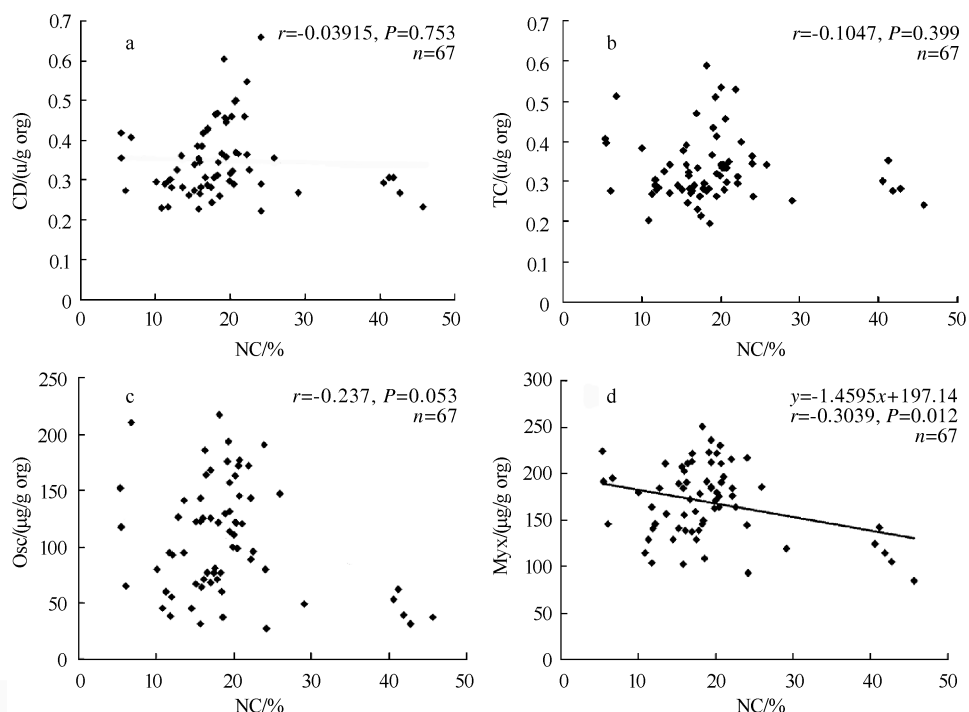 0.7
0.6
0.5
0.4
0.3
0.2
0.1
0
CD/(u/g org)
a
r=-0.03915, P=0.753
n=67
0 10 20 30 40 50
NC/%
0.7
0.6
0.5
0.4
0.3
0.2
0.1
0
TC/(u/g org)
b
r=-0.1047, P=0.399
n=67
0 10 20 30 40 50
NC/%
250
200
150
100
50
0
Osc/(μg/g org)
c
r=-0.237, P=0.053
n=67
0 10 20 30 40 50
NC/%
300
250
200
150
100
50
0
Myx/(μg/g org)
d
y=-1.4595x+197.14
r=-0.3039, P=0.012
n=67
0 10 20 30 40 50
NC/%